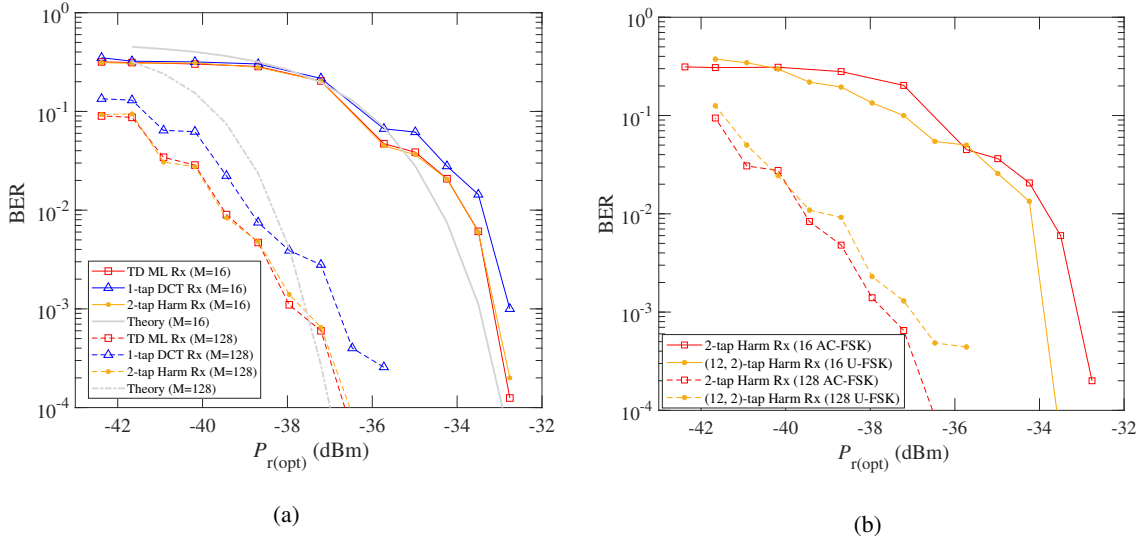 10^0
10^-1
10^-2
10^-3
10^-4
BER
TD ML Rx (M=16)
1-tap DCT Rx (M=16)
2-tap Harm Rx (M=16)
Theory (M=16)
TD ML Rx (M=128)
1-tap DCT Rx (M=128)
2-tap Harm Rx (M=128)
Theory (M=128)
-42 -40 -38 -36 -34 -32
P_r(opt) (dBm)
(a)
10^0
10^-1
10^-2
10^-3
10^-4
BER
2-tap Harm Rx (16 AC-FSK)
(12, 2)-tap Harm Rx (16 U-FSK)
2-tap Harm Rx (128 AC-FSK)
(12, 2)-tap Harm Rx (128 U-FSK)
-42 -40 -38 -36 -34 -32
P_r(opt) (dBm)
(b)